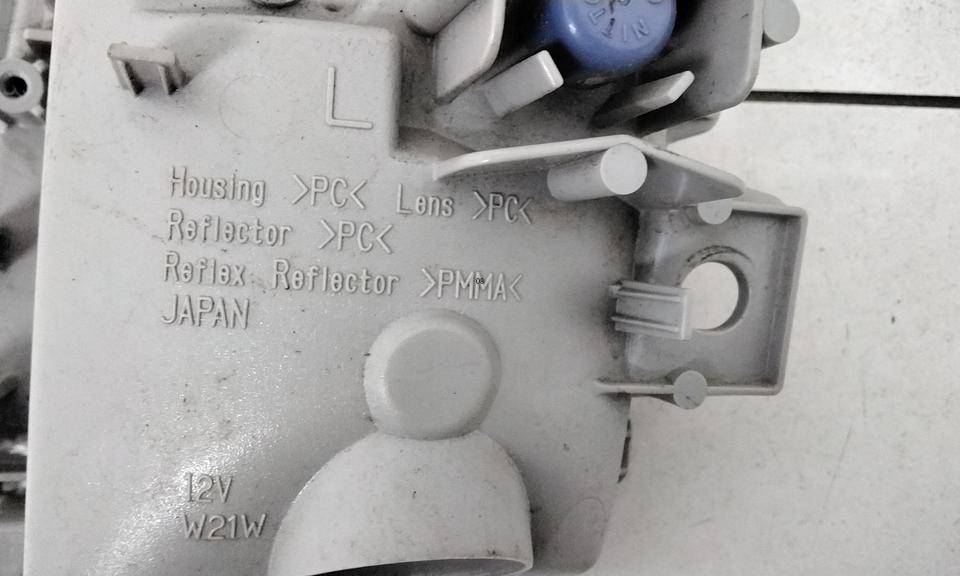 L
Housing >PC< Lens >PC<
Reflector >PC<
Reflex Reflector >PMMA<
JAPAN
12V
W21W